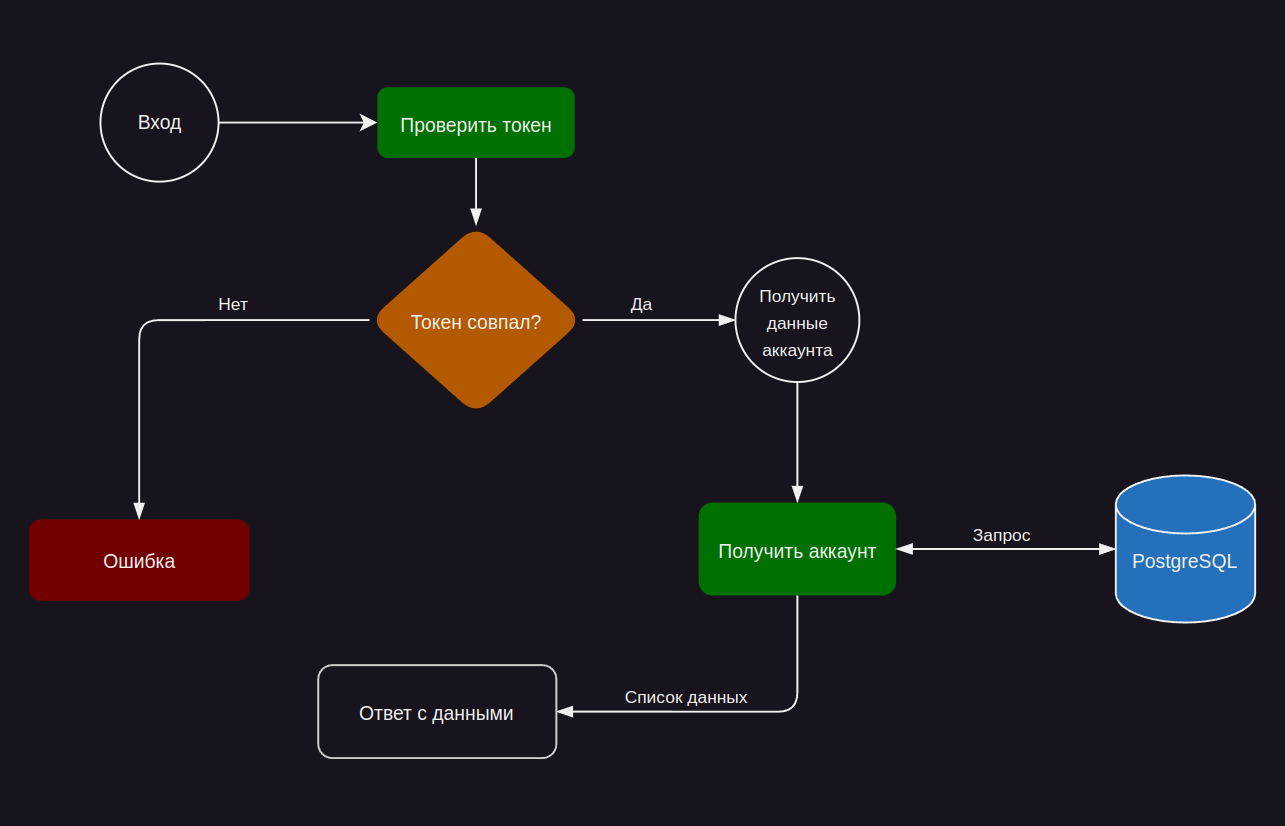 Вход
Проверить токен
Нет
Токен совпал?
Да
Получить
данные
аккаунта
Ошибка
Получить аккаунт
Запрос
PostgreSQL
Список данных
Ответ с данными